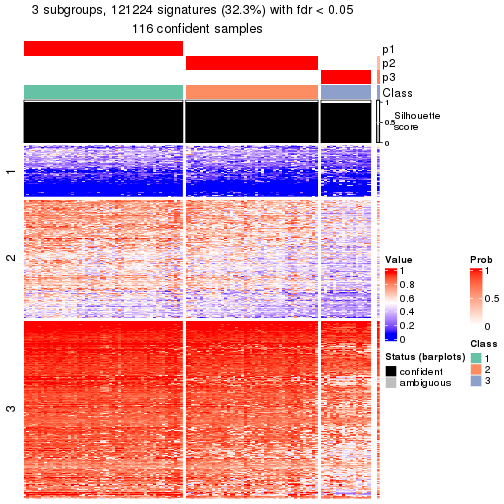 3 subgroups, 121224 signatures (32.3%) with fdr < 0.05
116 confident samples
p1
p2
p3
Class
1
0.5
0
Silhouette
score
1
2
3
Value
1
0.8
0.6
0.4
0.2
0
Prob
1
0.5
0
Status (barplots)
confident
ambiguous
Class
1
2
3